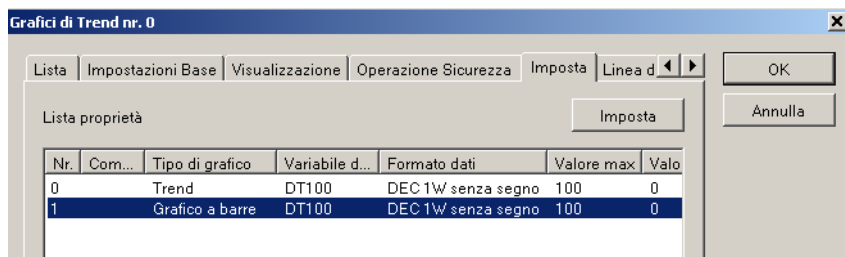 Grafici di Trend nr. 0
Lista Impostazioni Base Visualizzazione Operazione Sicurezza Imposta Linea d
OK
Lista proprietà Imposta Annulla
Nr. Com... Tipo di grafico Variabile d... Formato dati Valore max Valo
0 Trend DT100 DEC 1W senza segno 100 0
1 Grafico a barre DT100 DEC 1W senza segno 100 0